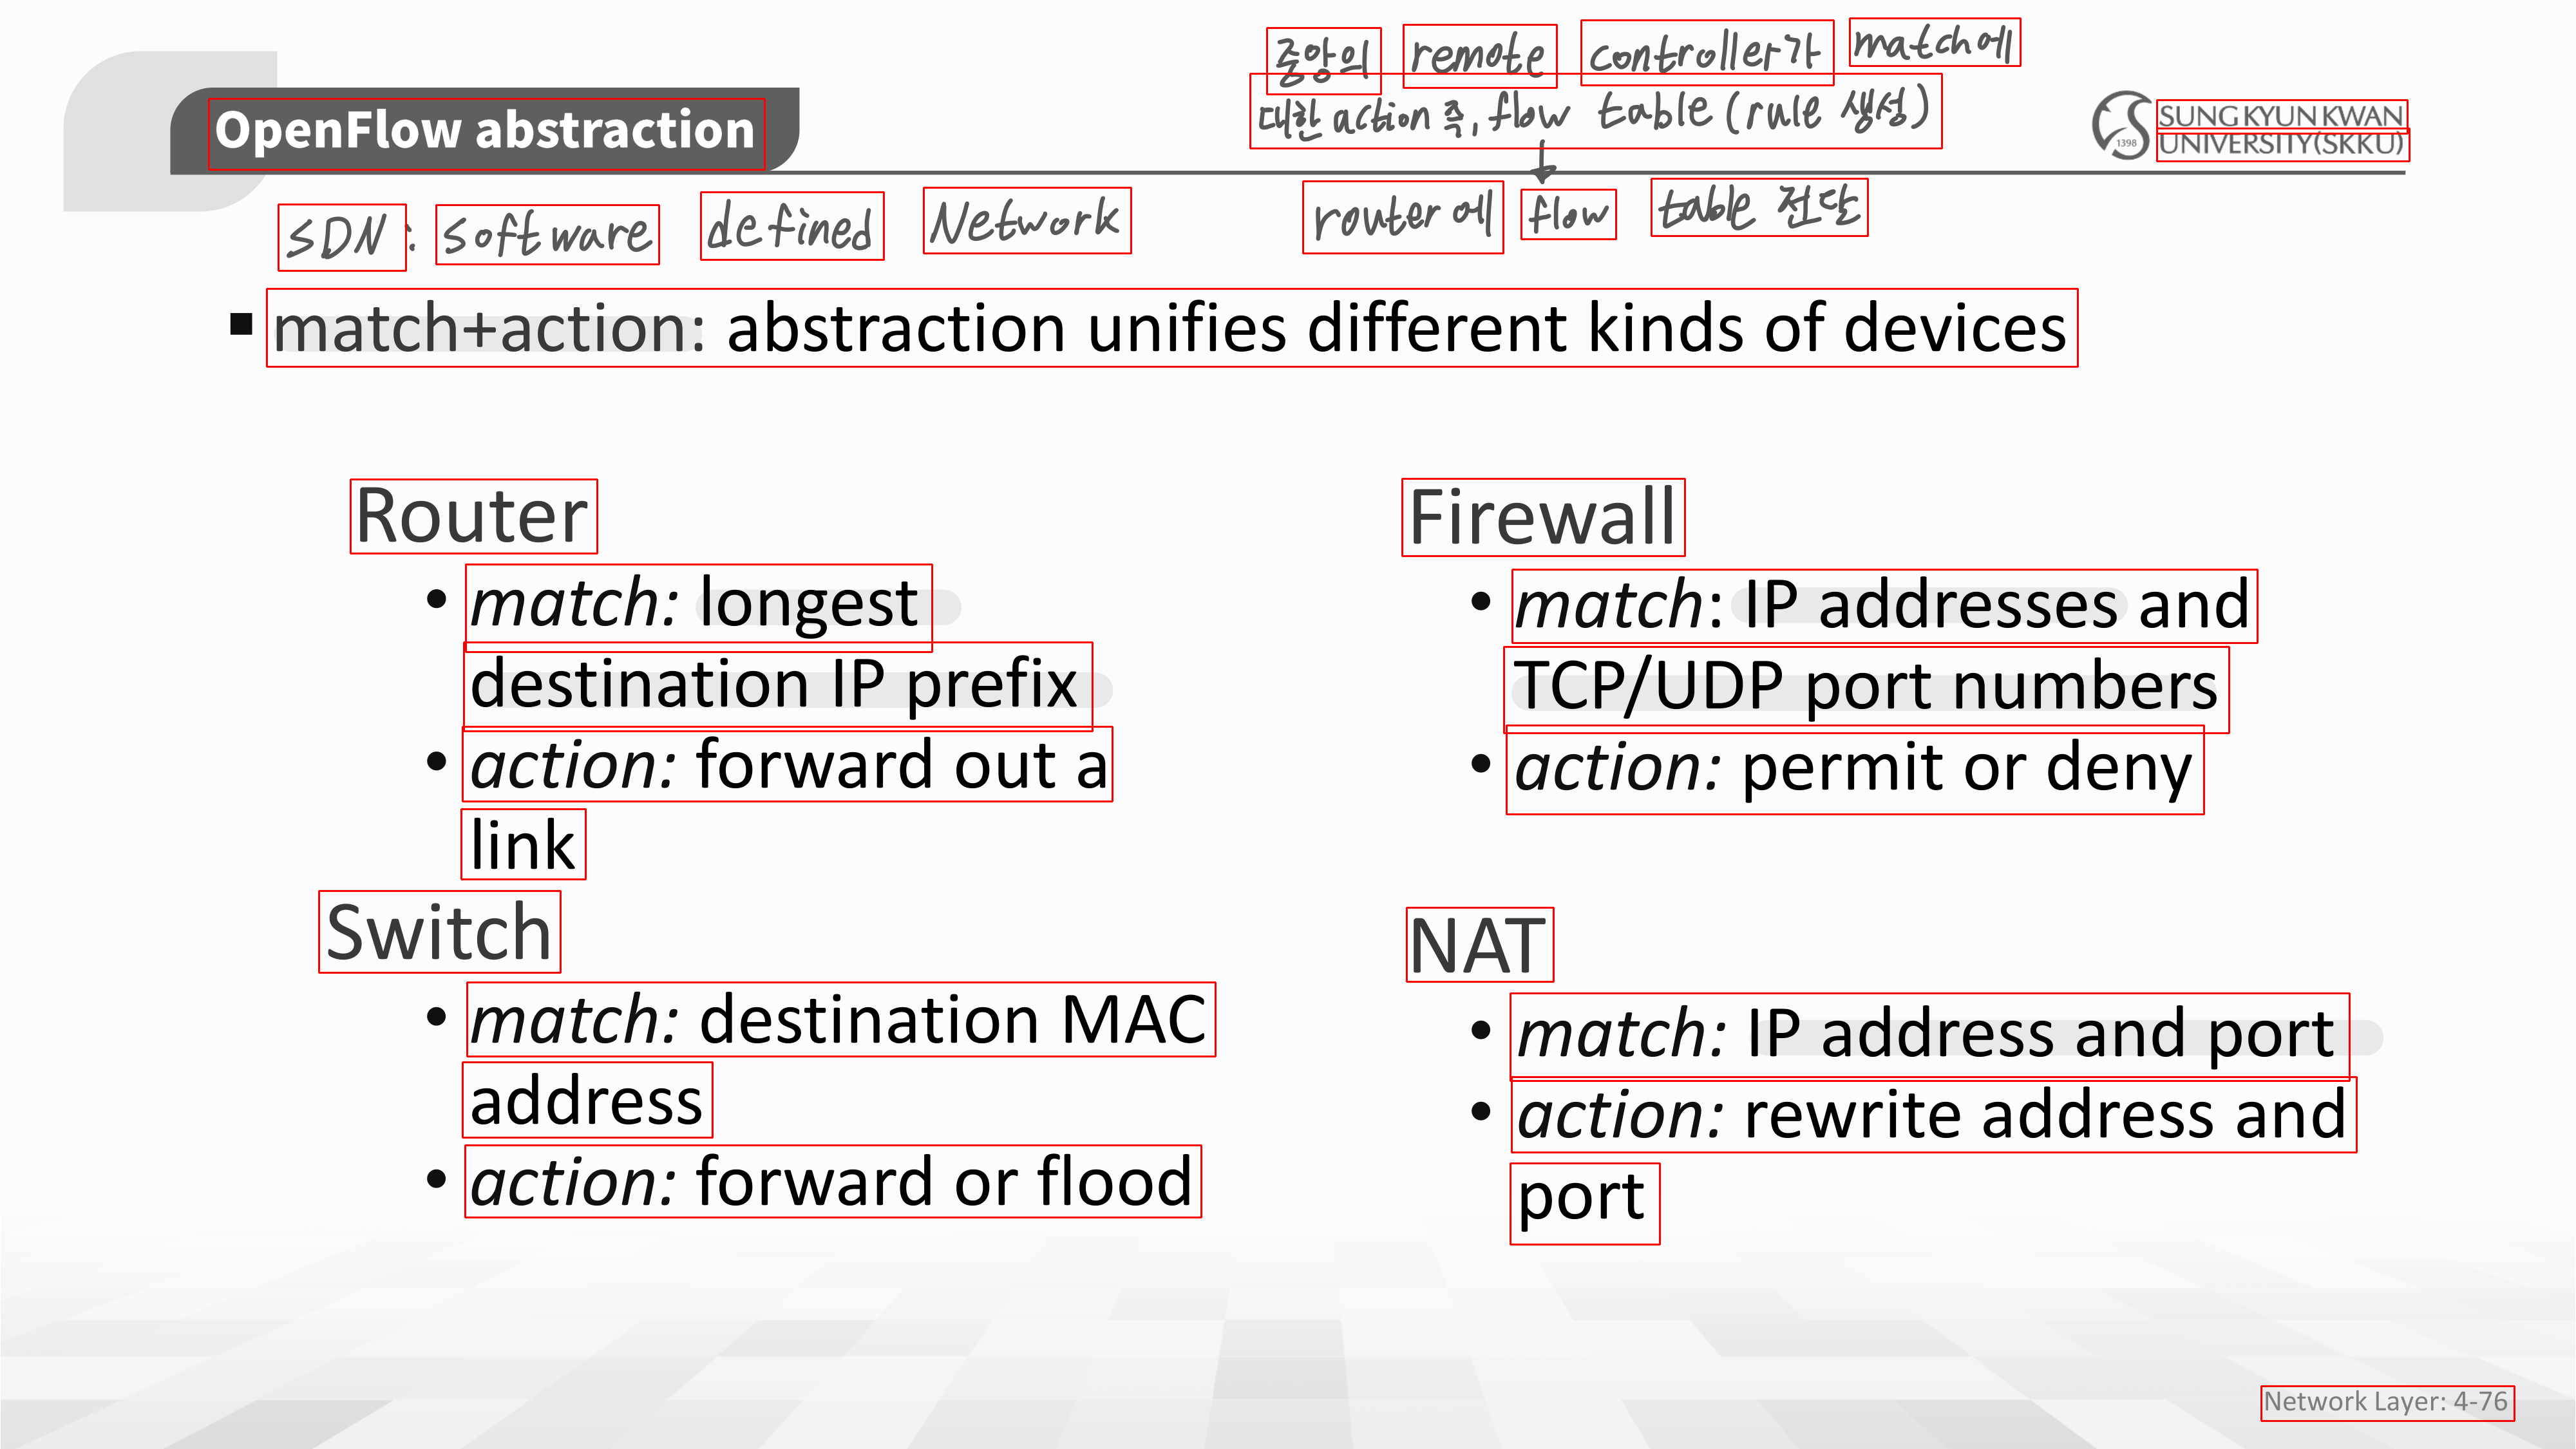 중앙의 remote controller가 match에
대한 action 즉, flow table (rule 생성)
OpenFlow abstraction
SUNG KYUN KWAN
UNIVERSITY(SKKU)
1398
SDN : Software defined Network
router에 flow table 전달
▪ match+action: abstraction unifies different kinds of devices
Router
• match: longest
destination IP prefix
• action: forward out a
link
Switch
• match: destination MAC
address
• action: forward or flood
Firewall
• match: IP addresses and
TCP/UDP port numbers
• action: permit or deny
NAT
• match: IP address and port
• action: rewrite address and
port
Network Layer: 4-76